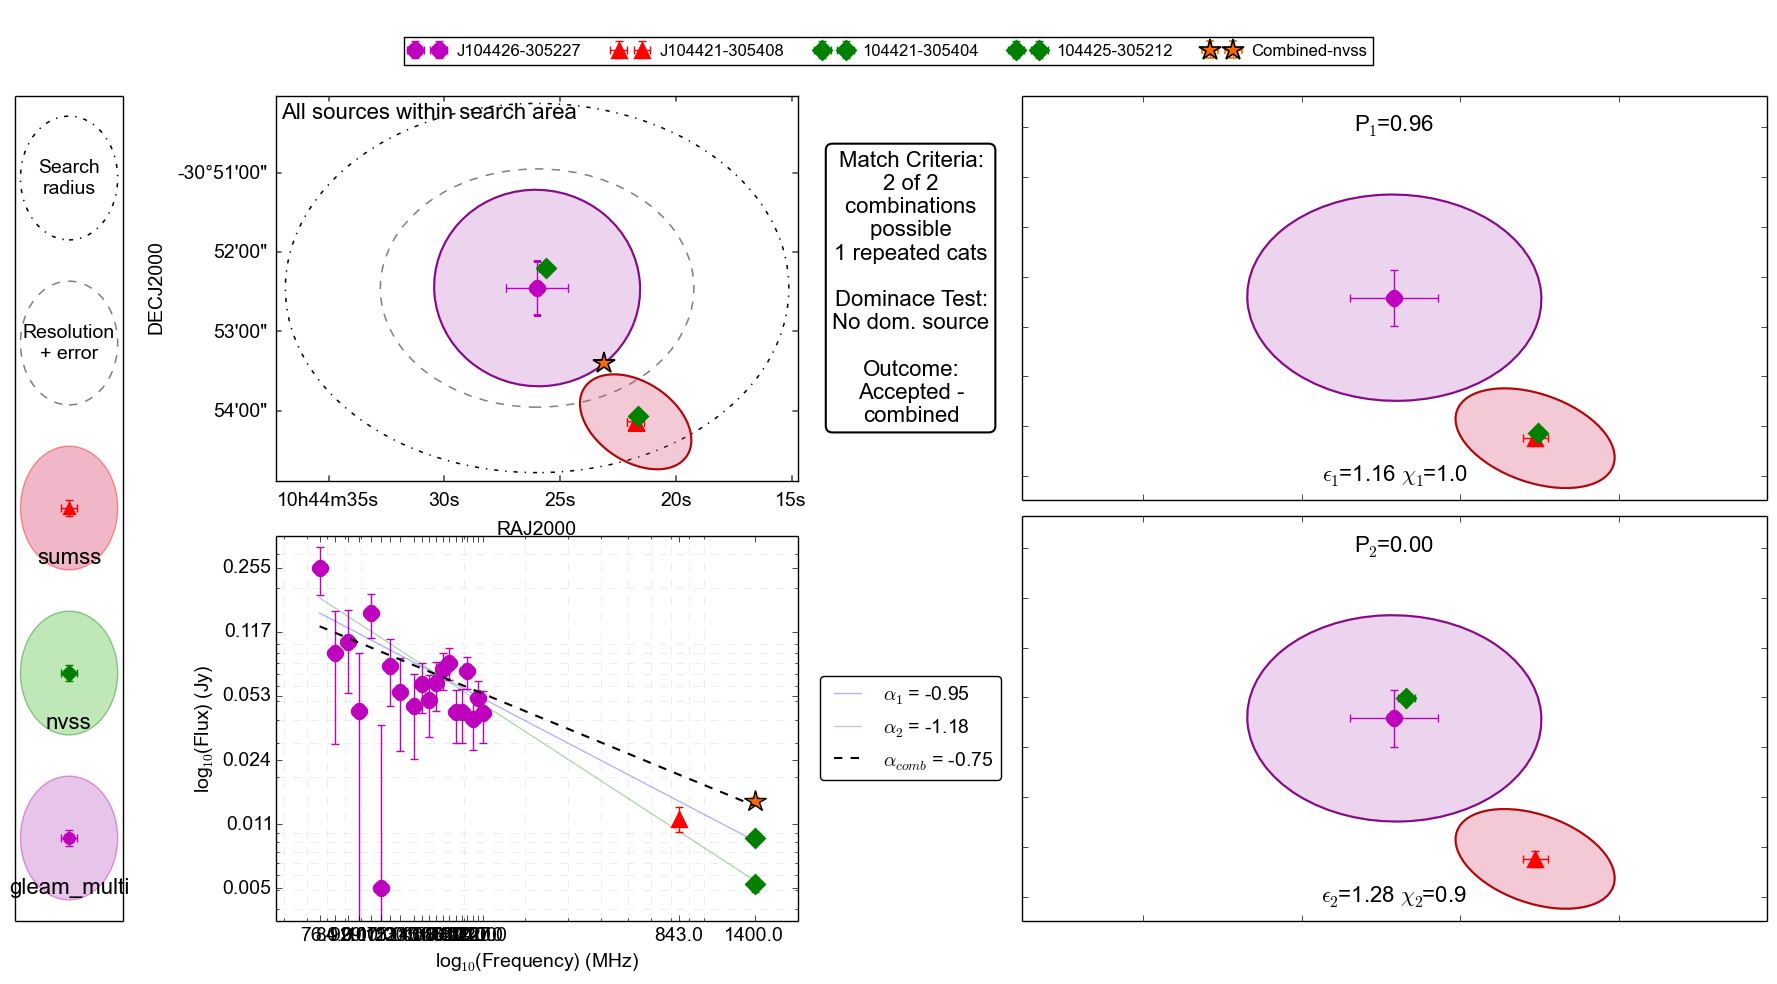 J104426-305227 J104421-305408 104421-305404 104425-305212 Combined-nvss
Search
radius
Resolution
+ error
sumss
nvss
gleam_multi
All sources within search area
DECJ2000
-30°51'00"
52'00"
53'00"
54'00"
10h44m35s 30s 25s 20s 15s
RAJ2000
Match Criteria:
2 of 2
combinations
possible
1 repeated cats
Dominace Test:
No dom. source
Outcome:
Accepted -
combined
P₁=0.96
ϵ₁=1.16 χ₁=1.0
P₂=0.00
ϵ₂=1.28 χ₂=0.9
log₁₀(Flux) (Jy)
0.255
0.117
0.053
0.024
0.011
0.005
843.0 1400.0
log₁₀(Frequency) (MHz)
α₁ = -0.95
α₂ = -1.18
α_comb = -0.75